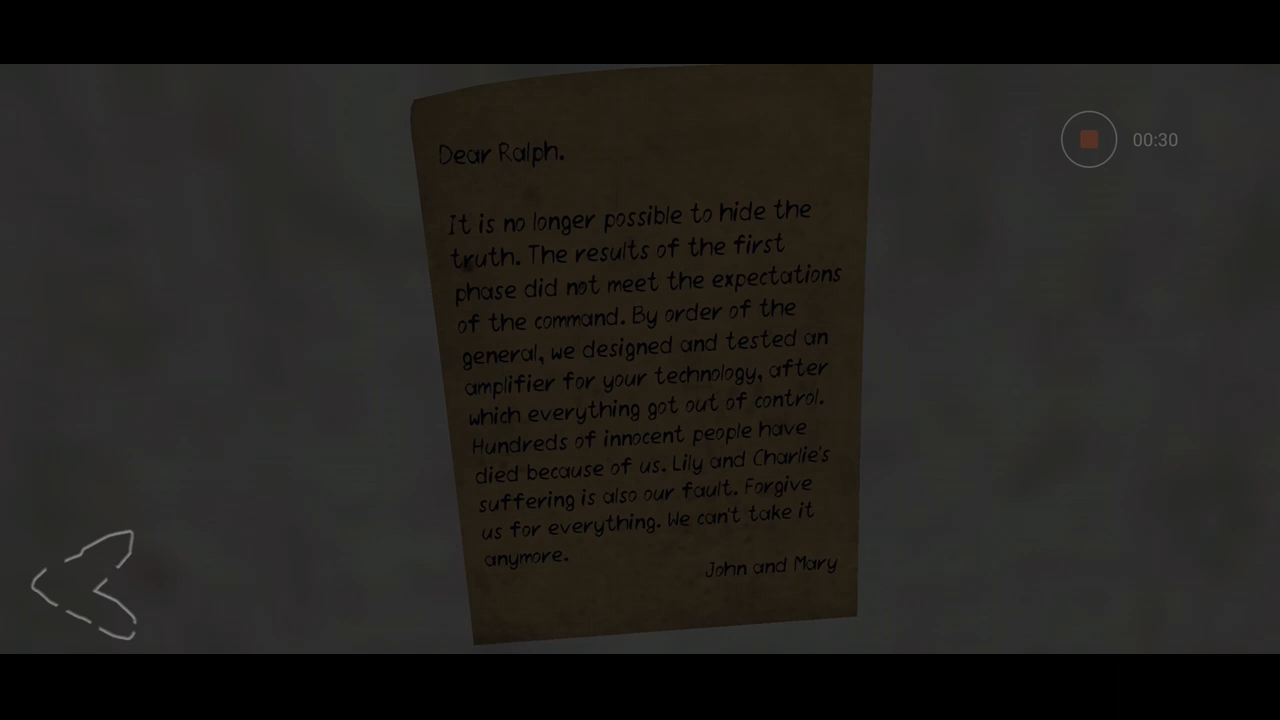 Dear Ralph.
It is no longer possible to hide the
truth. The results of the first
phase did not meet the expectations
of the command. By order of the
general, we designed and tested an
amplifier for your technology, after
which everything got out of control.
Hundreds of innocent people have
died because of us. Lily and Charlie's
suffering is also our fault. Forgive
us for everything. We can't take it
anymore.
John and Mary
00:30